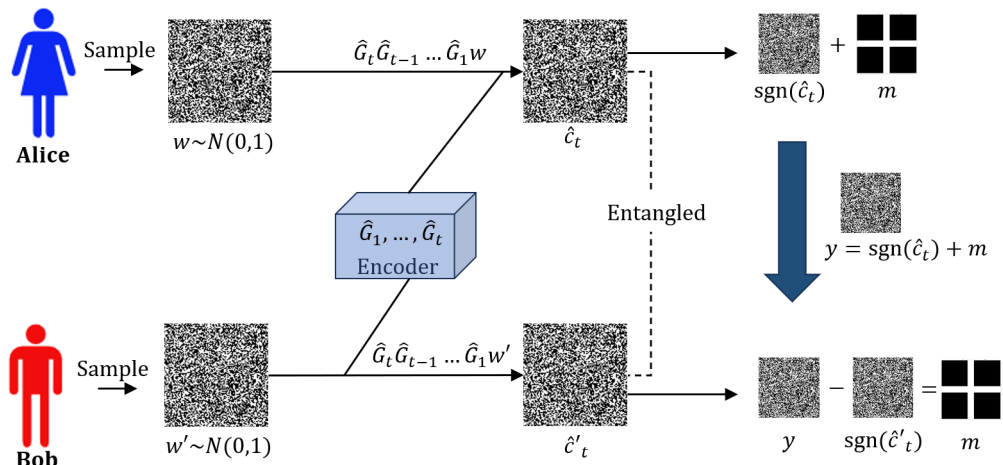 Sample
Alice
w~N(0,1)
Ĝ_t Ĝ_{t−1} … Ĝ_1 w
ĉ_t
sgn(ĉ_t)
+
m
Ĝ_1, …, Ĝ_t
Encoder
Entangled
y = sgn(ĉ_t) + m
Sample
Bob
w′~N(0,1)
Ĝ_t Ĝ_{t−1} … Ĝ_1 w′
ĉ′_t
−
=
y
sgn(ĉ′_t)
m